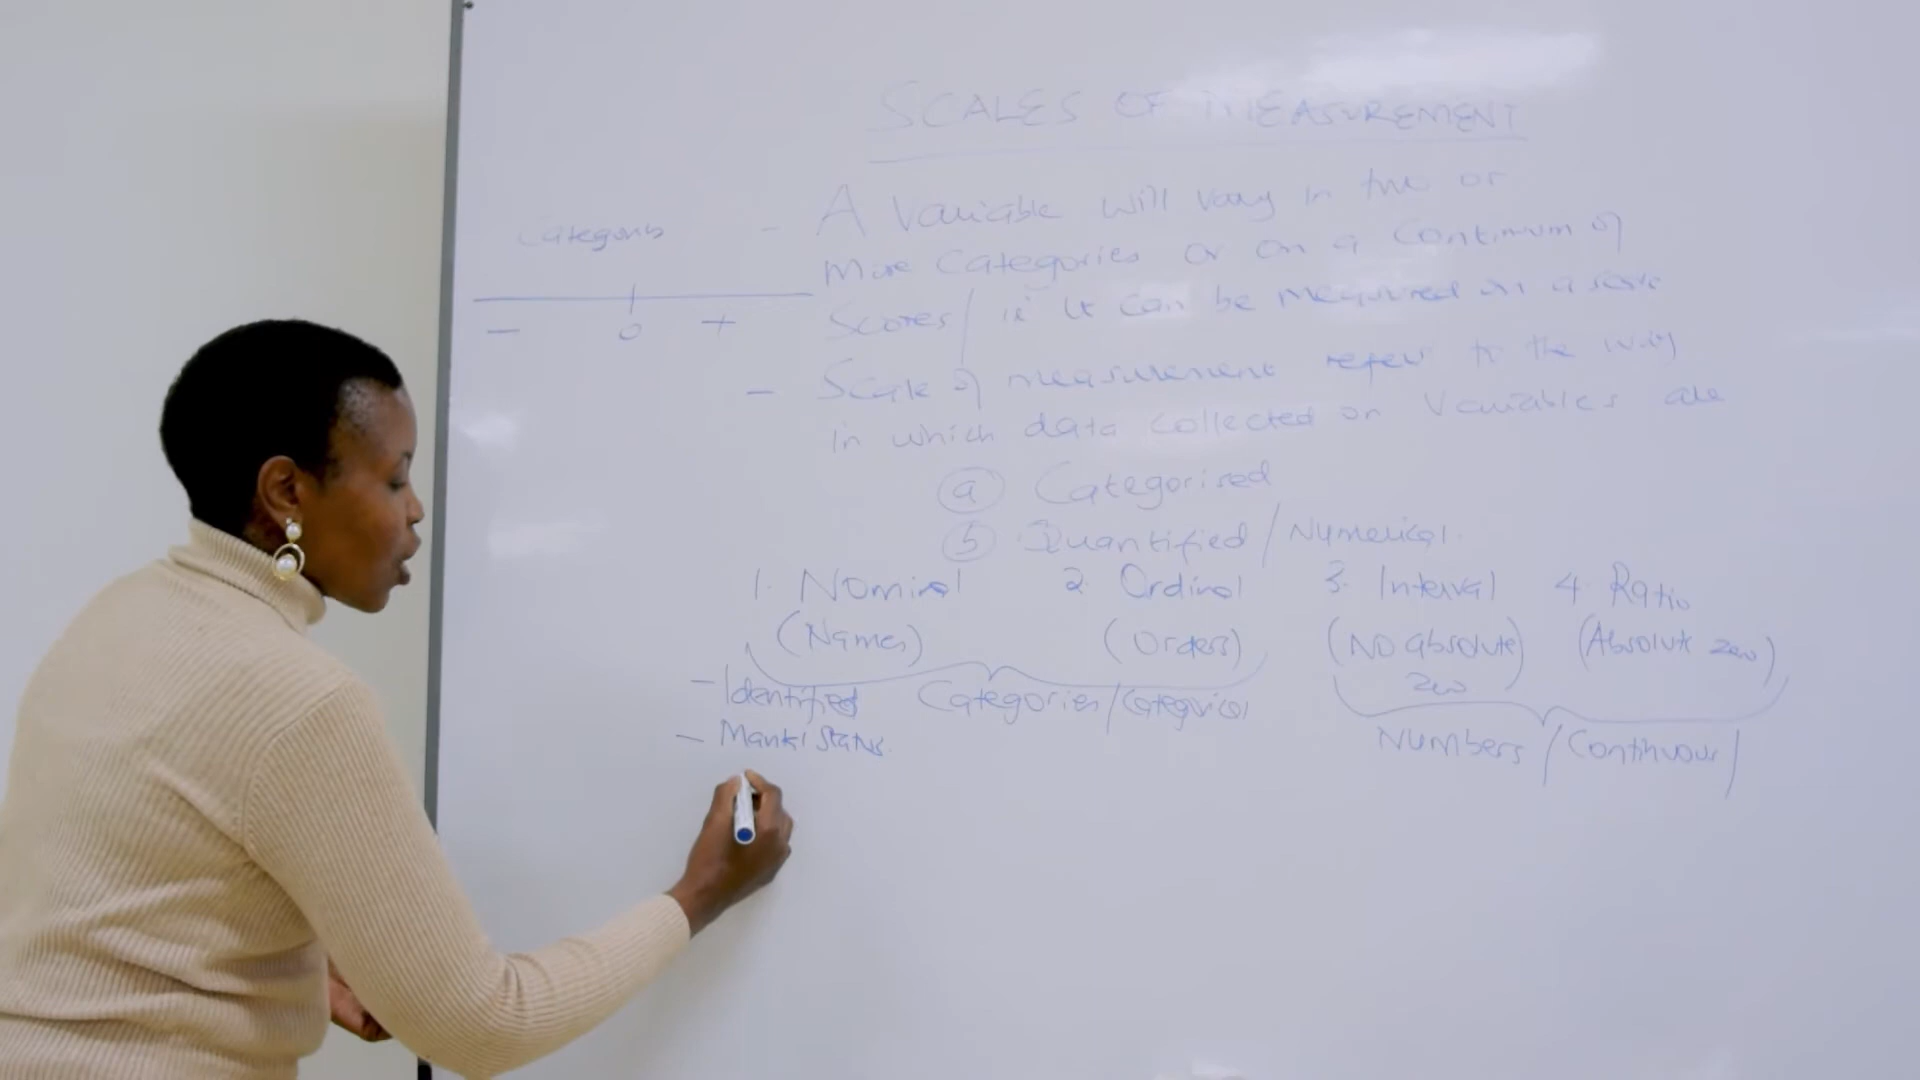 SCALES OF MEASUREMENT
- A variable will vary in two or
more categories or on a continuum of
scores / ie it can be measured on a scale
Categories
- 0 +
- Scale of measurement refer to the way
in which data collected on variables are
a Categorised
b Quantified / Numerical.
1. Nominal 2. Ordinal 3. Interval 4. Ratio
(Names) (Orders) (No absolute zero) (Absolute zero)
- Identified Categories/Categorical
- Marital Status. Numbers / Continuous /